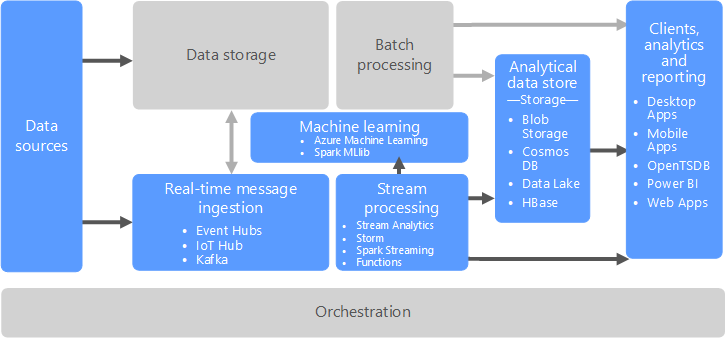 Data
sources
Data storage
Batch
processing
Machine learning
• Azure Machine Learning
• Spark MLlib
Real-time message
ingestion
• Event Hubs
• IoT Hub
• Kafka
Stream
processing
• Stream Analytics
• Storm
• Spark Streaming
• Functions
Analytical
data store
—Storage—
• Blob
Storage
• Cosmos
DB
• Data Lake
• HBase
Clients,
analytics
and
reporting
• Desktop
Apps
• Mobile
Apps
• OpenTSDB
• Power BI
• Web Apps
Orchestration